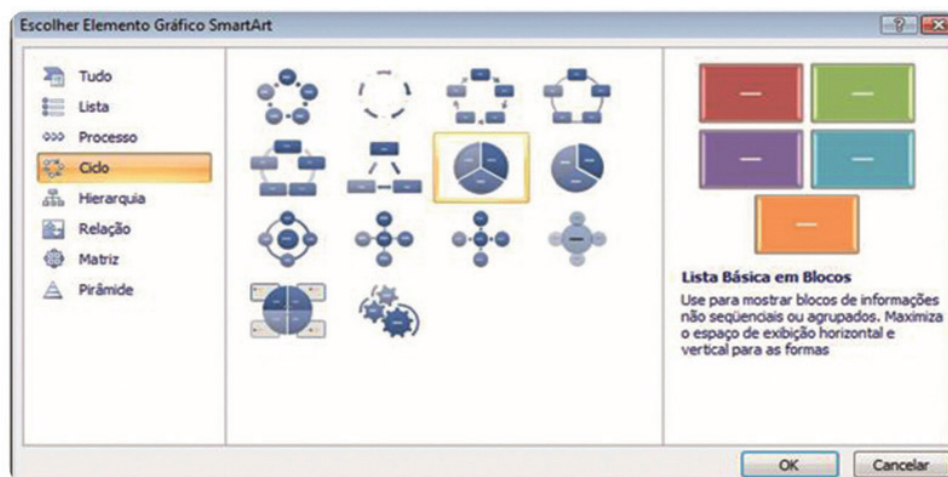 Escolher Elemento Gráfico SmartArt
Tudo
Lista
Processo
Ciclo
Hierarquia
Relação
Matriz
Pirâmide
Lista Básica em Blocos
Use para mostrar blocos de informações
não seqüenciais ou agrupados. Maximiza
o espaço de exibição horizontal e
vertical para as formas
OK
Cancelar